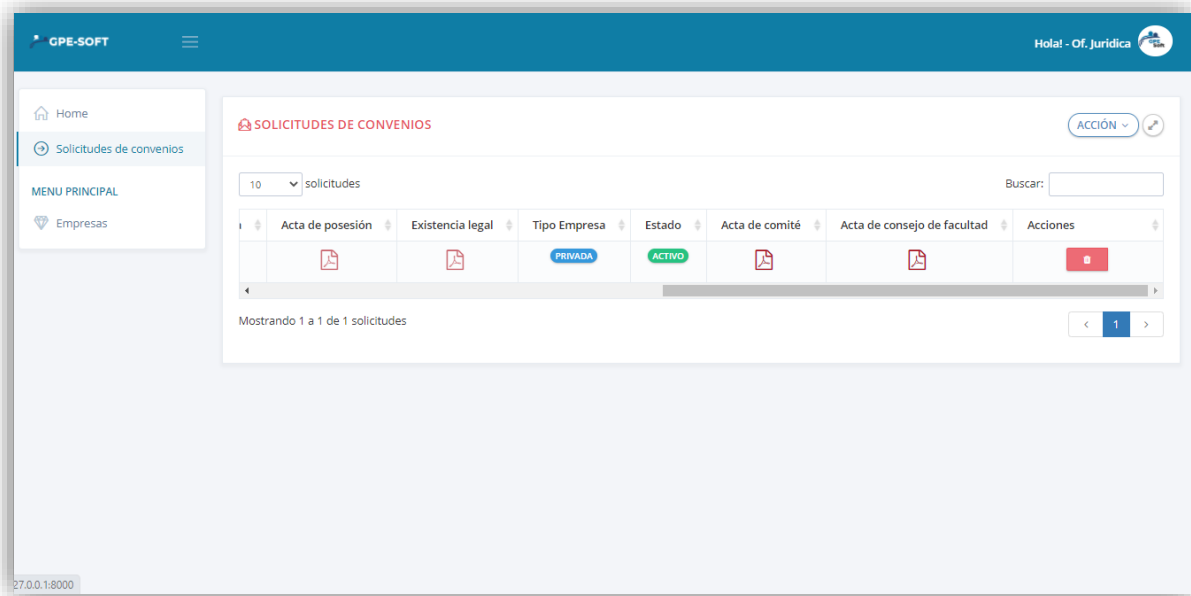 GPE-SOFT
Hola! - Of. Juridica
Home
Solicitudes de convenios
MENU PRINCIPAL
Empresas
SOLICITUDES DE CONVENIOS
ACCIÓN
10 solicitudes
Buscar:
Acta de posesión Existencia legal Tipo Empresa Estado Acta de comité Acta de consejo de facultad Acciones
PRIVADA ACTIVO
Mostrando 1 a 1 de 1 solicitudes
1
27.0.0.1:8000